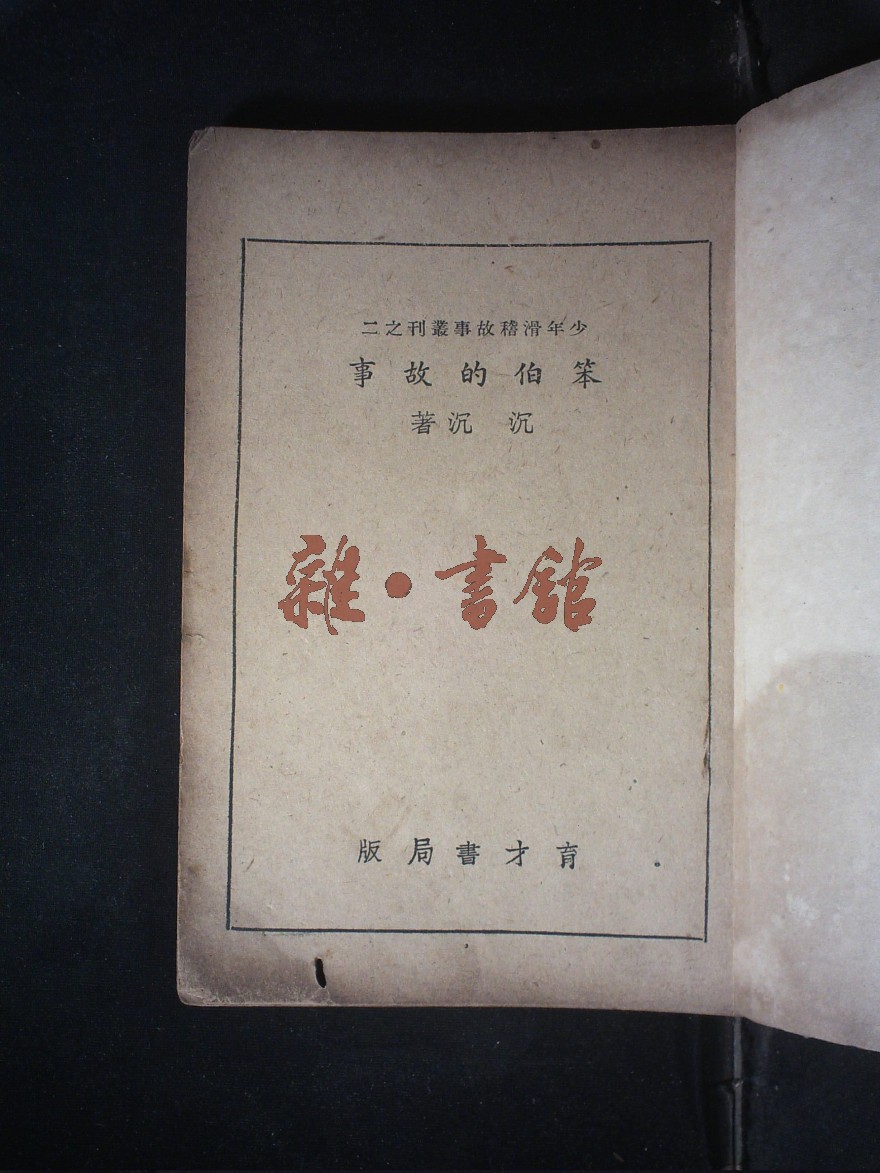 少年滑稽故事叢刊之二
笨伯的故事
沉沉著
雜·書館
育才書局版